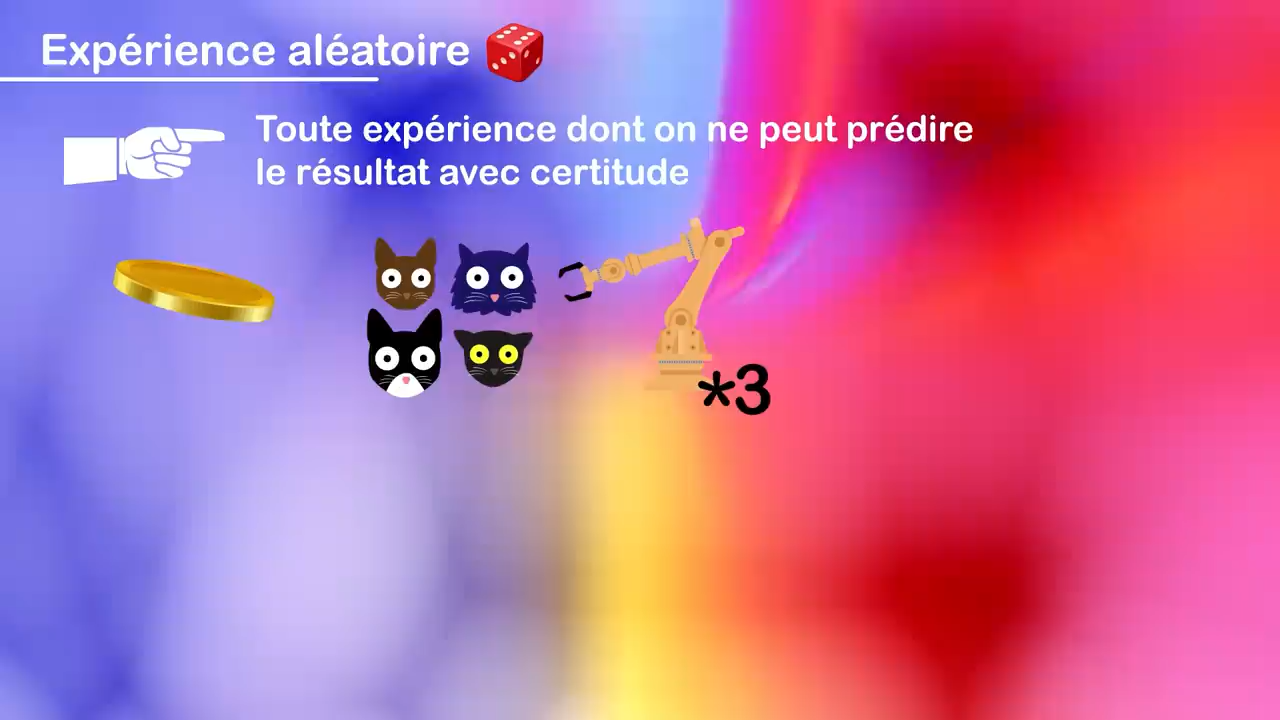 Expérience aléatoire
Toute expérience dont on ne peut prédire
le résultat avec certitude
*3